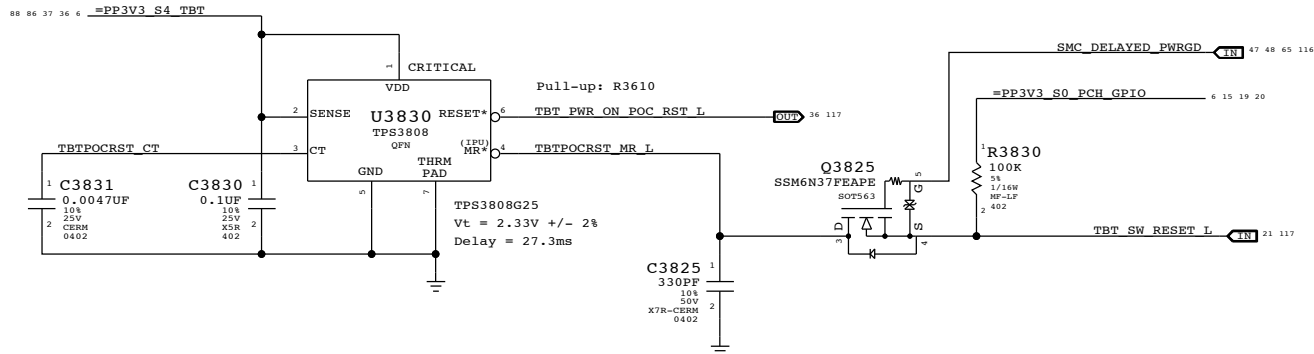 88 86 37 36 6
=PP3V3_S4_TBT
SMC_DELAYED_PWRGD
IN
47 48 65 116
1
CRITICAL
VDD
Pull-up: R3610
=PP3V3_S0_PCH_GPIO
6 15 19 20
2
SENSE
U3830
RESET*
6
TBT_PWR_ON_POC_RST_L
OUT
36 117
TPS3808
QFN
(IPU)
TBTPOCRST_CT
3
CT
MR*
4
TBTPOCRST_MR_L
GND
THRM
PAD
5
7
1
C3831
0.0047UF
10%
25V
CERM
0402
2
C3830
1
0.1UF
10%
25V
X5R
402
2
TPS3808G25
Vt = 2.33V +/- 2%
Delay = 27.3ms
Q3825
SSM6N37FEAPE
SOT563
5
G
D
S
3
4
1
R3830
100K
5%
1/16W
MF-LF
402
2
TBT_SW_RESET_L
IN
21 117
C3825
1
330PF
10%
50V
X7R-CERM
0402
2